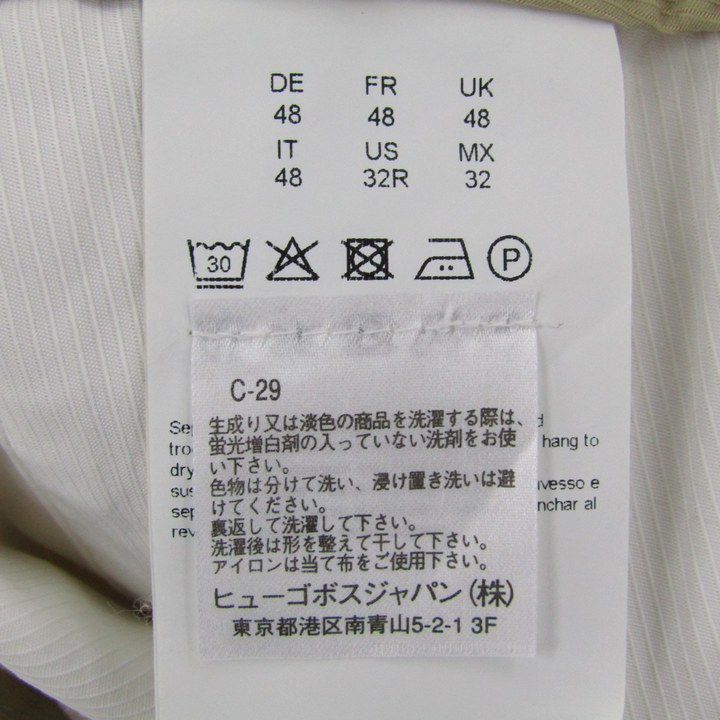 DE FR UK
48 48 48
IT US MX
48 32R 32
30 P
C-29
生成り又は淡色の商品を洗濯する際は、
蛍光増白剤の入っていない洗剤をお使
い下さい。
色物は分けて洗い、浸け置き洗いは避
けてください。
裏返して洗濯して下さい。
洗濯後は形を整えて干して下さい。
アイロンは当て布をご使用下さい。
ヒューゴボスジャパン(株)
東京都港区南青山5-2-1 3F
hang to
dry